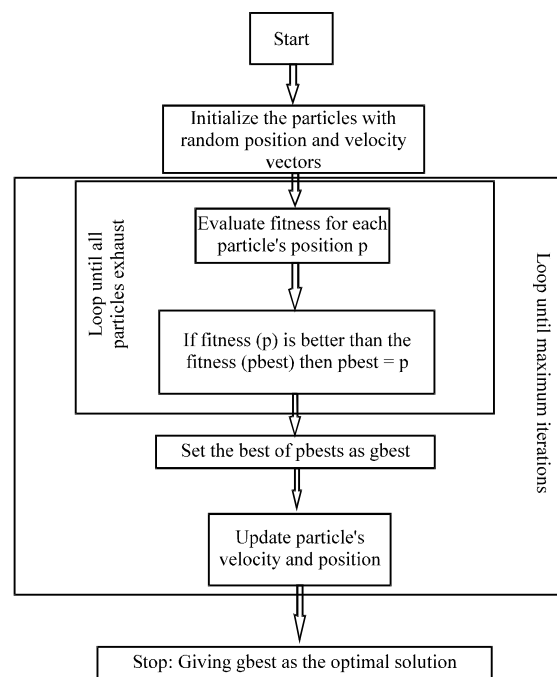 Start
Initialize the particles with
random position and velocity
vectors
Loop until all
particles exhaust
Evaluate fitness for each
particle's position p
If fitness (p) is better than the
fitness (pbest) then pbest = p
Loop until maximum iterations
Set the best of pbests as gbest
Update particle's
velocity and position
Stop: Giving gbest as the optimal solution